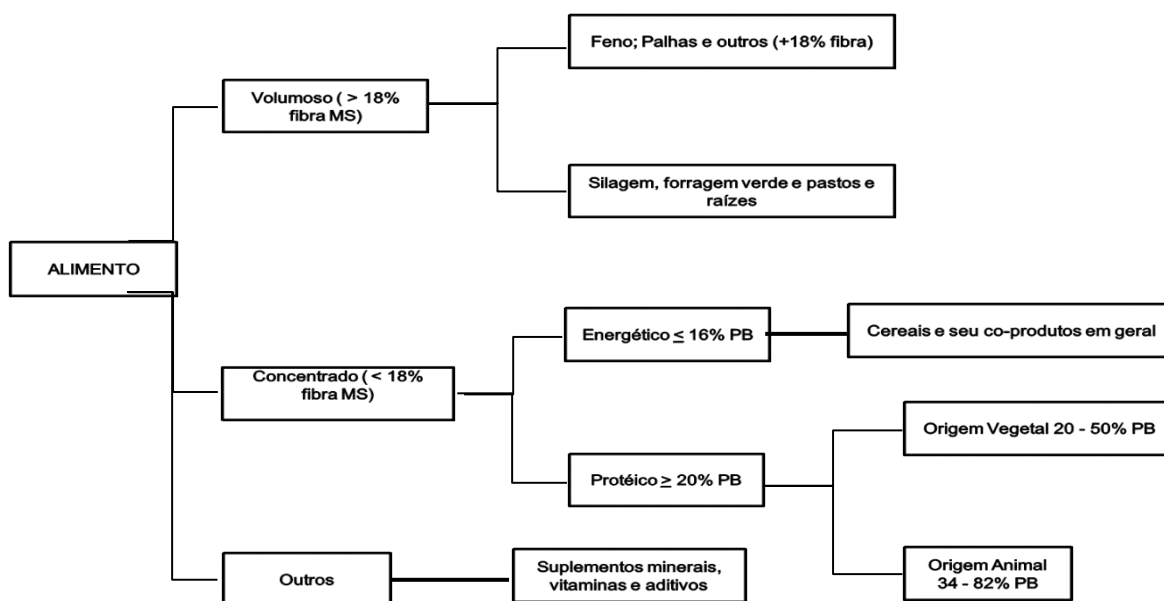 ALIMENTO
Volumoso ( > 18%
fibra MS)
Feno; Palhas e outros (+18% fibra)
Silagem, forragem verde e pastos e
raízes
Concentrado ( < 18%
fibra MS)
Energético ≤ 16% PB
Cereais e seu co-produtos em geral
Protéico ≥ 20% PB
Origem Vegetal 20 - 50% PB
Origem Animal
34 - 82% PB
Outros
Suplementos minerais,
vitaminas e aditivos